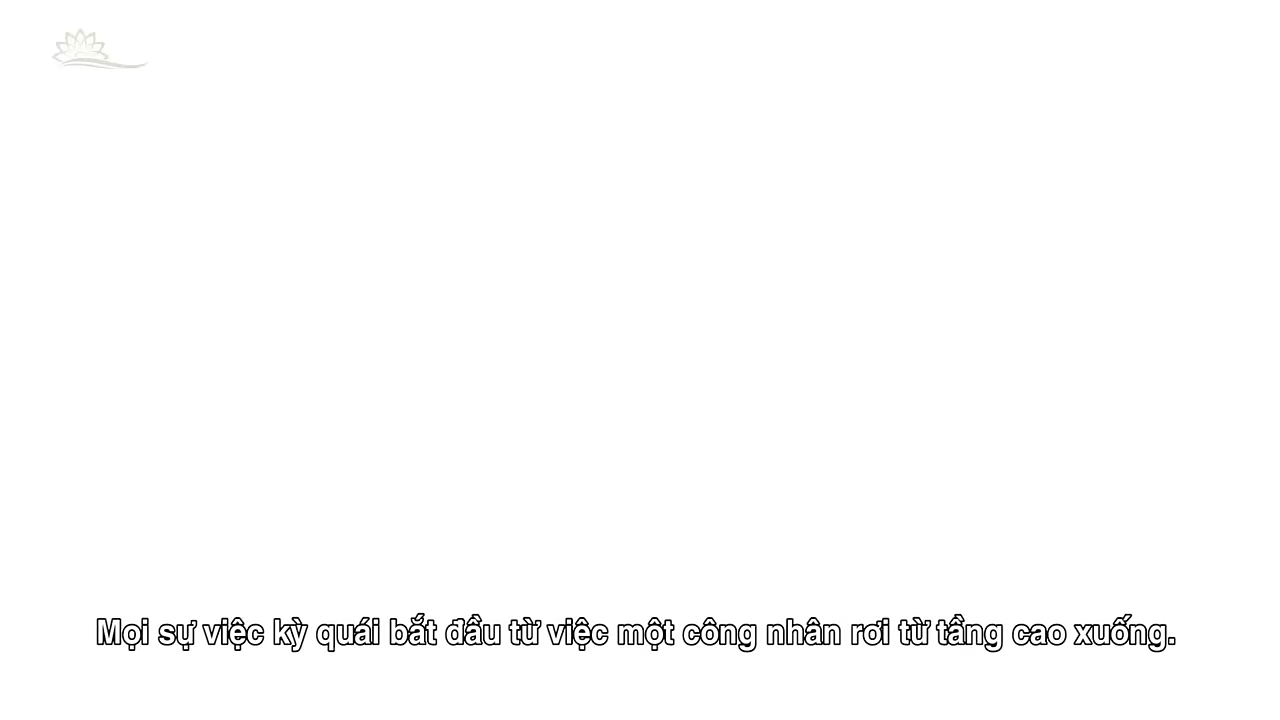 Mọi sự việc kỳ quái bắt đầu từ việc một công nhân rơi từ tầng cao xuống.